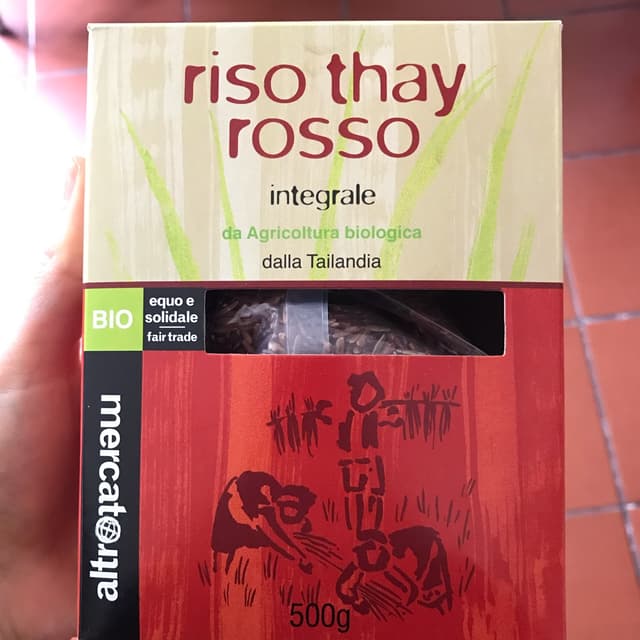 riso thay
rosso
integrale
da Agricoltura biologica
dalla Tailandia
BIO
equo e
solidale
fair trade
altromercato
500g